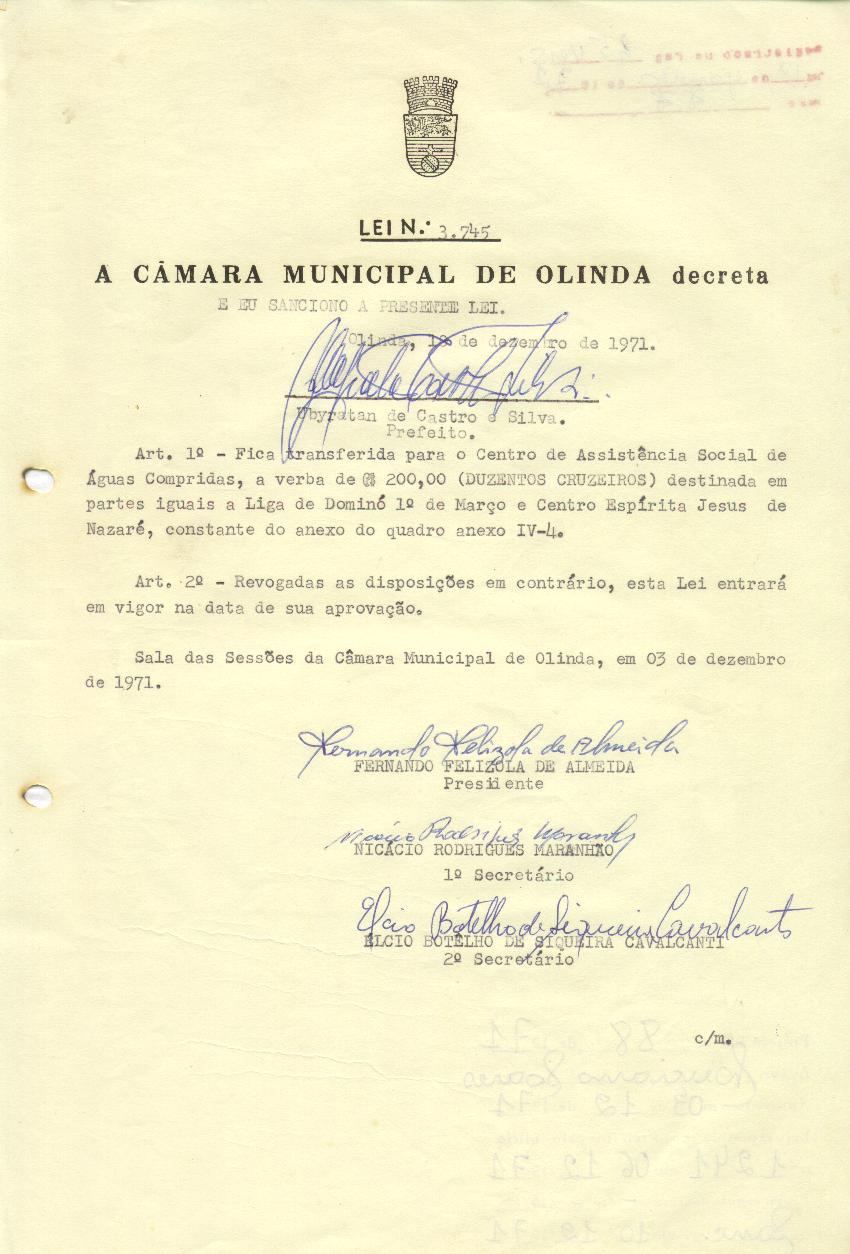 LEI N.º 3.745
A CÂMARA MUNICIPAL DE OLINDA decreta
E EU SANCIONO A PRESENTE LEI.
Olinda, de dezembro de 1971.
Ubyratan de Castro e Silva.
Prefeito.
Art. 1º - Fica transferida para o Centro de Assistência Social de
Águas Compridas, a verba de 200,00 (DUZENTOS CRUZEIROS) destinada em
partes iguais a Liga de Dominó 1º de Março e Centro Espírita Jesus de
Nazaré, constante do anexo do quadro anexo IV-4.
Art. 2º - Revogadas as disposições em contrário, esta Lei entrará
em vigor na data de sua aprovação.
Sala das Sessões da Câmara Municipal de Olinda, em 03 de dezembro
de 1971.
Fernando Felizola de Almeida
FERNANDO FELIZOLA DE ALMEIDA
Presidente
Nicácio Rodrigues Maranhão
NICÁCIO RODRIGUES MARANHÃO
1º Secretário
Elcio Botelho de Siqueira Cavalcanti
ÉLCIO BOTELHO DE SIQUEIRA CAVALCANTI
2º Secretário
c/m.